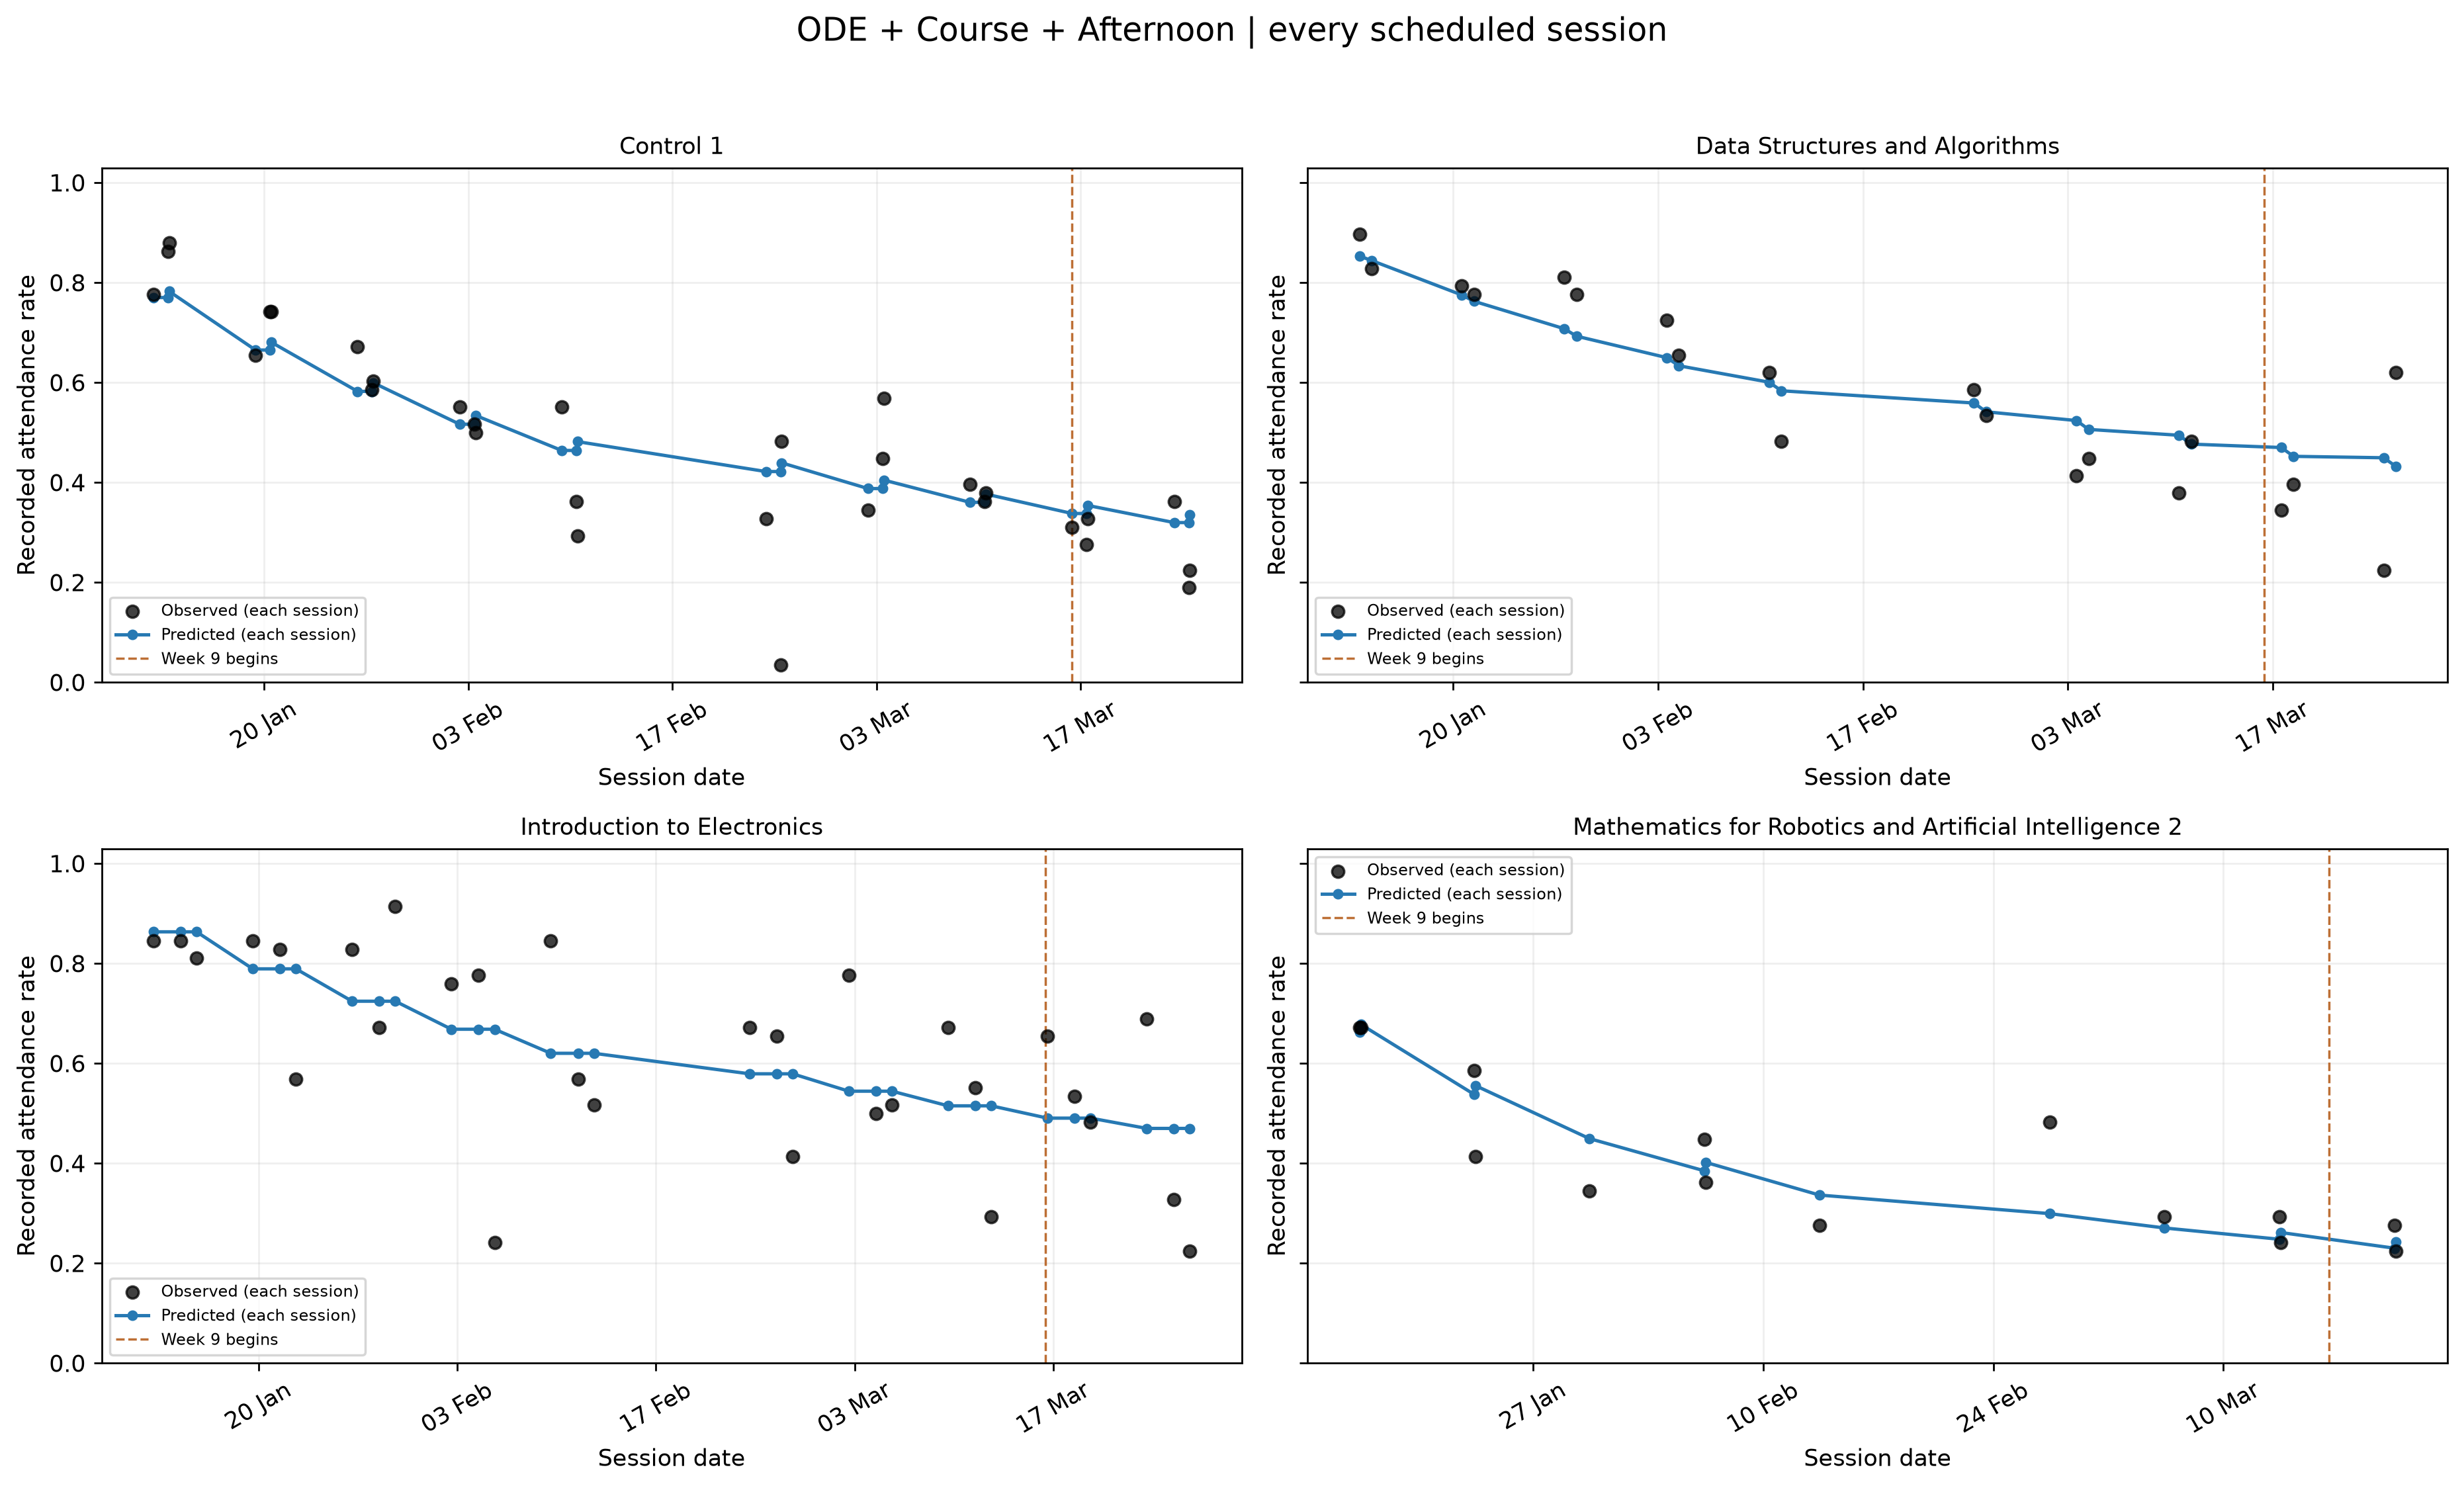 ODE + Course + Afternoon | every scheduled session
Control 1
Recorded attendance rate
1.0
0.8
0.6
0.4
0.2
0.0
Observed (each session)
Predicted (each session)
Week 9 begins
20 Jan
03 Feb
17 Feb
03 Mar
17 Mar
Session date
Data Structures and Algorithms
Recorded attendance rate
Observed (each session)
Predicted (each session)
Week 9 begins
20 Jan
03 Feb
17 Feb
03 Mar
17 Mar
Session date
Introduction to Electronics
Recorded attendance rate
1.0
0.8
0.6
0.4
0.2
0.0
Observed (each session)
Predicted (each session)
Week 9 begins
20 Jan
03 Feb
17 Feb
03 Mar
17 Mar
Session date
Mathematics for Robotics and Artificial Intelligence 2
Recorded attendance rate
Observed (each session)
Predicted (each session)
Week 9 begins
27 Jan
10 Feb
24 Feb
10 Mar
Session date